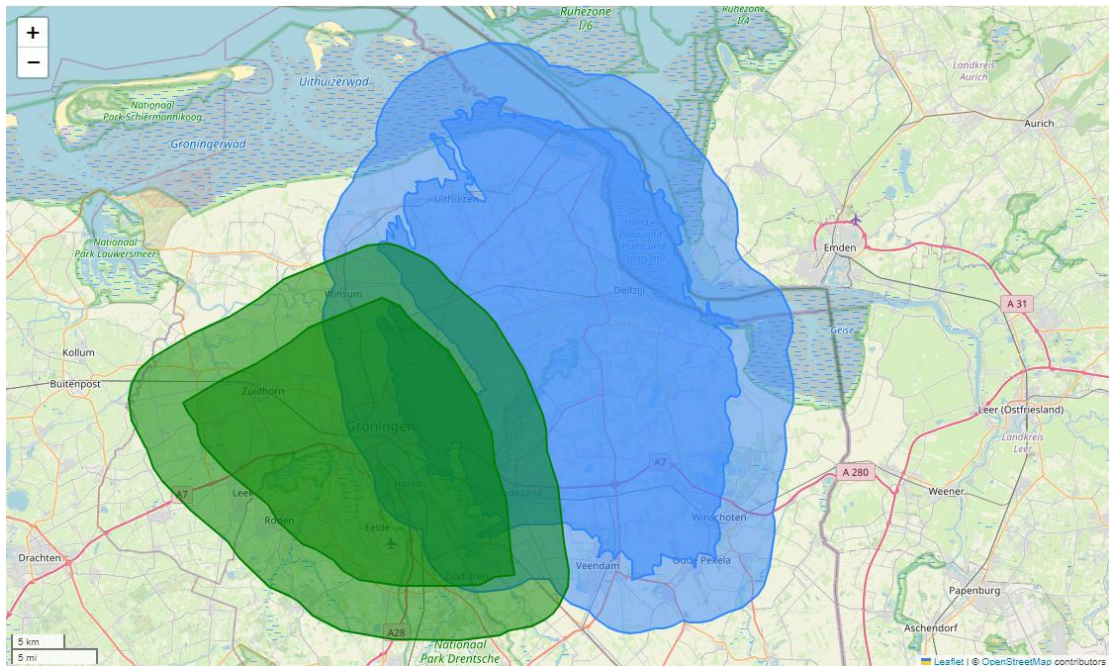 +
−
Ruhezone
I/6
Ruhezone
I/4
Uithuizerwad
Landkreis
Aurich
Nationaal
Park Schiermonnikoog
Aurich
Groningerwad
Uithuizen
Nationaal
Park Lauwersmeer
Emden
Delfzijl
Winsum
A 31
Geise
Kollum
Buitenpost
Zuidhorn
Leer (Ostfriesland)
Groningen
Landkreis
Leer
A7
A 280
Haren
A7
Leek
Hoogezand
Weener
Roden
Winschoten
Eelde
Drachten
Veendam
Oude Pekela
Zuidlaren
Papenburg
Aschendorf
A28
5 km
5 mi
Nationaal
Park Drentsche
Leaflet | © OpenStreetMap contributors